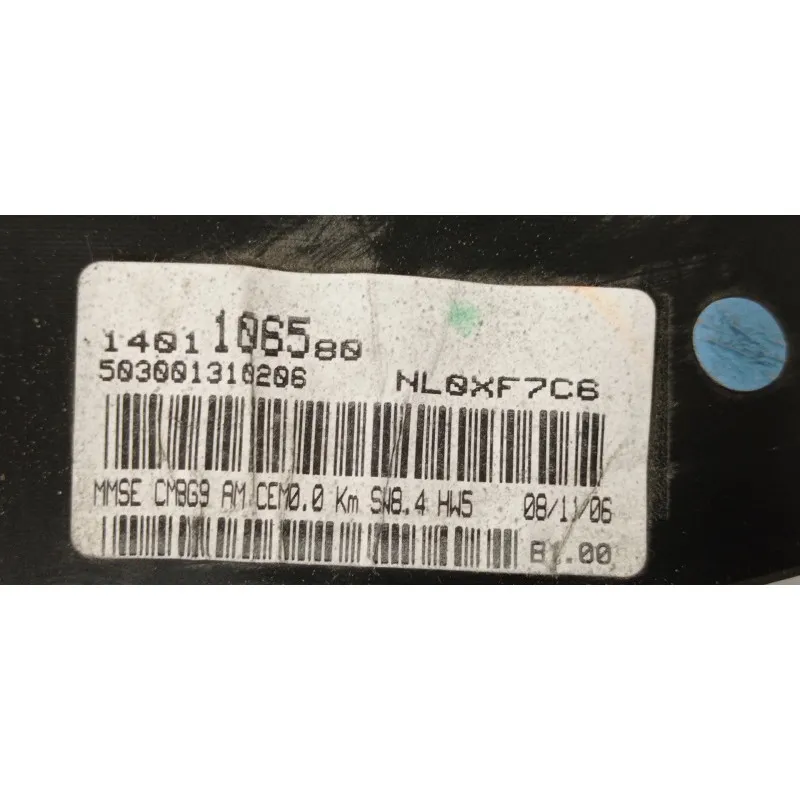 1401106580
503001310206 NL0XF7C6
MMSE CM8G9 AM CEM0.0 Km SW8.4 HW5 08/11/06
B1.00